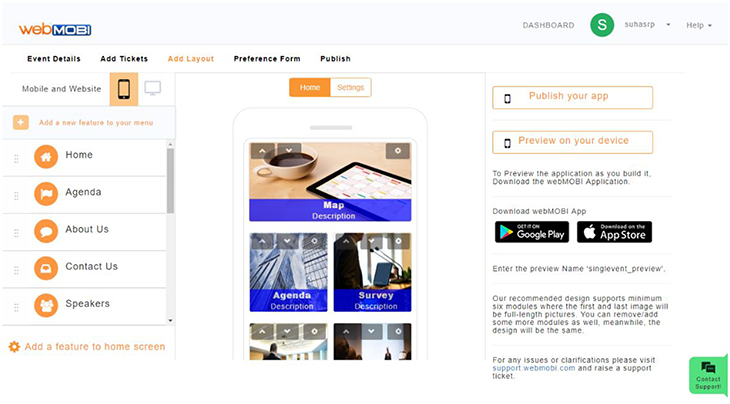 webMOBI
DASHBOARD
S
suhasrp
Help
Event Details
Add Tickets
Add Layout
Preference Form
Publish
Mobile and Website
Add a new feature to your menu
Home
Agenda
About Us
Contact Us
Speakers
Add a feature to home screen
Home
Settings
Map
Description
Agenda
Description
Survey
Description
Publish your app
Preview on your device
To Preview the application as you build it,
Download the webMOBI Application.
Download webMOBI App
GET IT ON
Google Play
Download on the
App Store
Enter the preview Name 'singlevent_preview'.
Our recommended design supports minimum
six modules where the first and last image will
be full-length pictures. You can remove/add
some more modules as well, meanwhile, the
design will be the same.
For any issues or clarifications please visit
support.webmobi.com and raise a support
ticket.
Contact
Support!